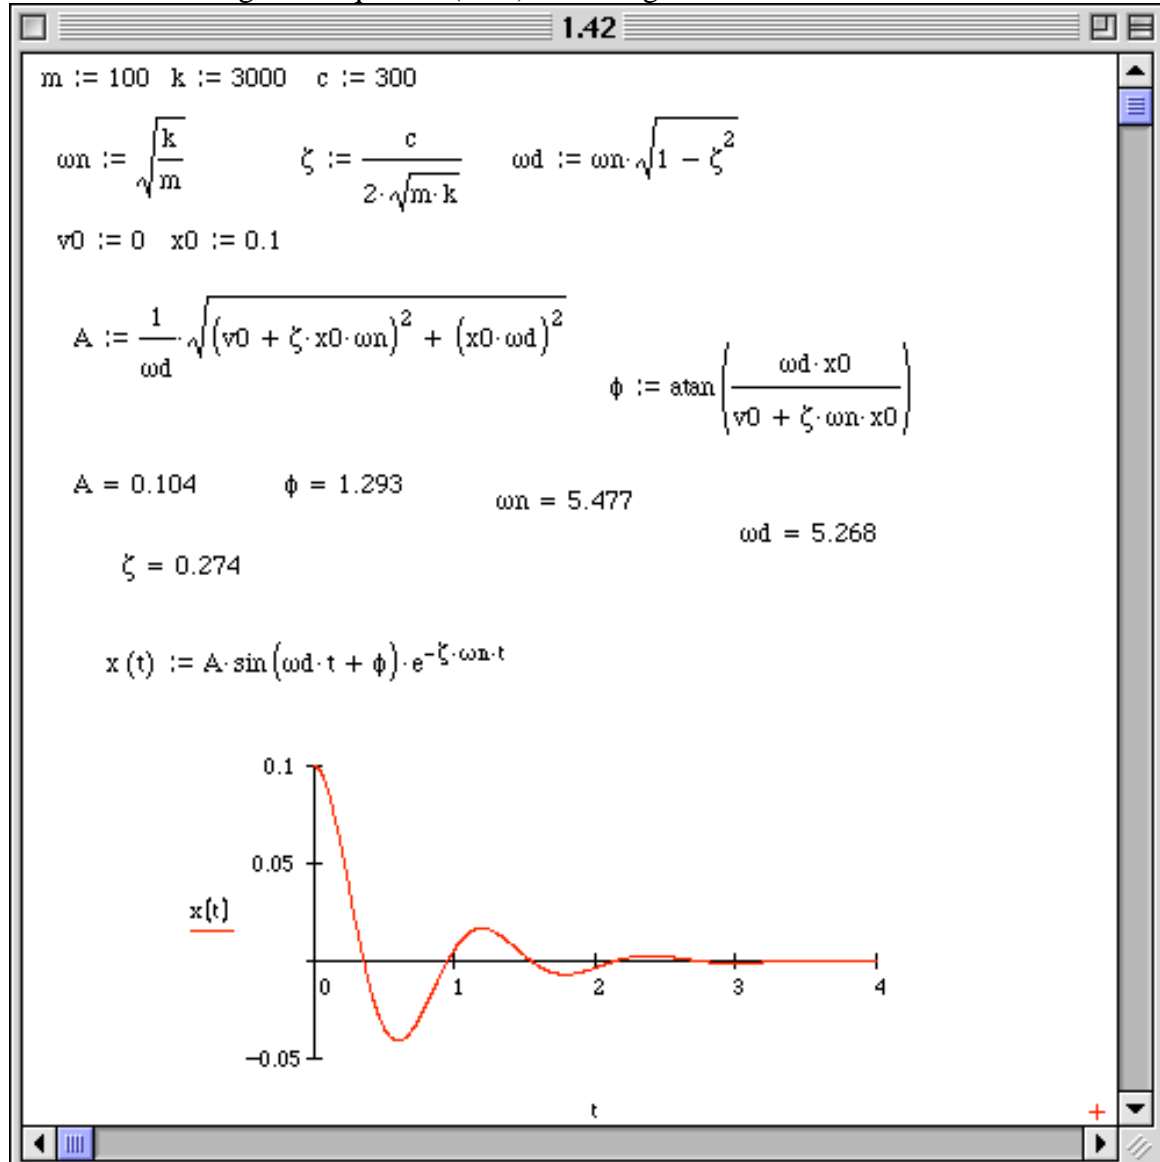 1.42
m := 100 k := 3000 c := 300
ωn := √(k/m) ζ := c/(2·√(m·k)) ωd := ωn·√(1 − ζ²)
v0 := 0 x0 := 0.1
A := 1/ωd·√((v0 + ζ·x0·ωn)² + (x0·ωd)²)
ϕ := atan(ωd·x0/(v0 + ζ·ωn·x0))
A = 0.104 ϕ = 1.293
ωn = 5.477
ωd = 5.268
ζ = 0.274
x(t) := A·sin(ωd·t + ϕ)·e^(−ζ·ωn·t)
0.1
0.05
x(t)
0 1 2 3 4
−0.05
t